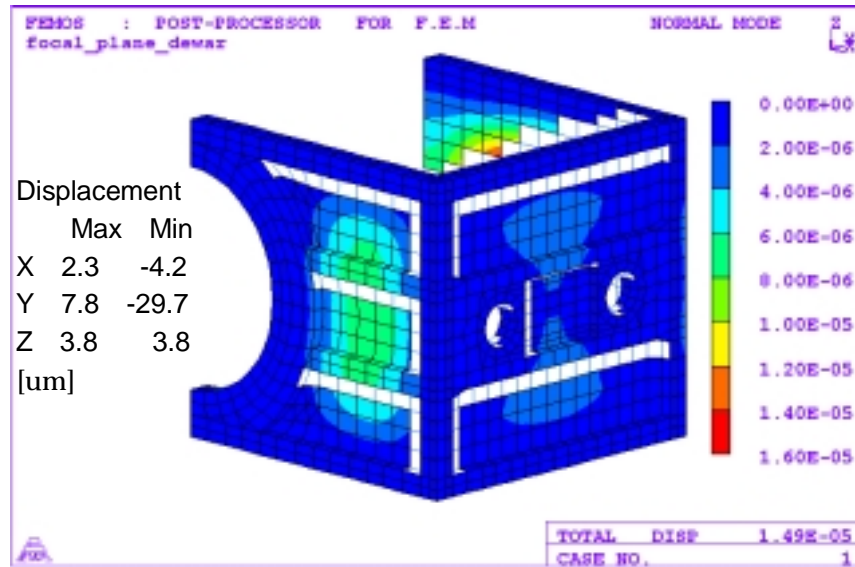 FEMOS : POST-PROCESSOR FOR F.E.M NORMAL MODE
focal_plane_dewar
Z
0.00E+00
2.00E-06
4.00E-06
6.00E-06
8.00E-06
1.00E-05
1.20E-05
1.40E-05
1.60E-05
Displacement
Max Min
X 2.3 -4.2
Y 7.8 -29.7
Z 3.8 3.8
[um]
TOTAL DISP 1.49E-05
CASE NO. 1